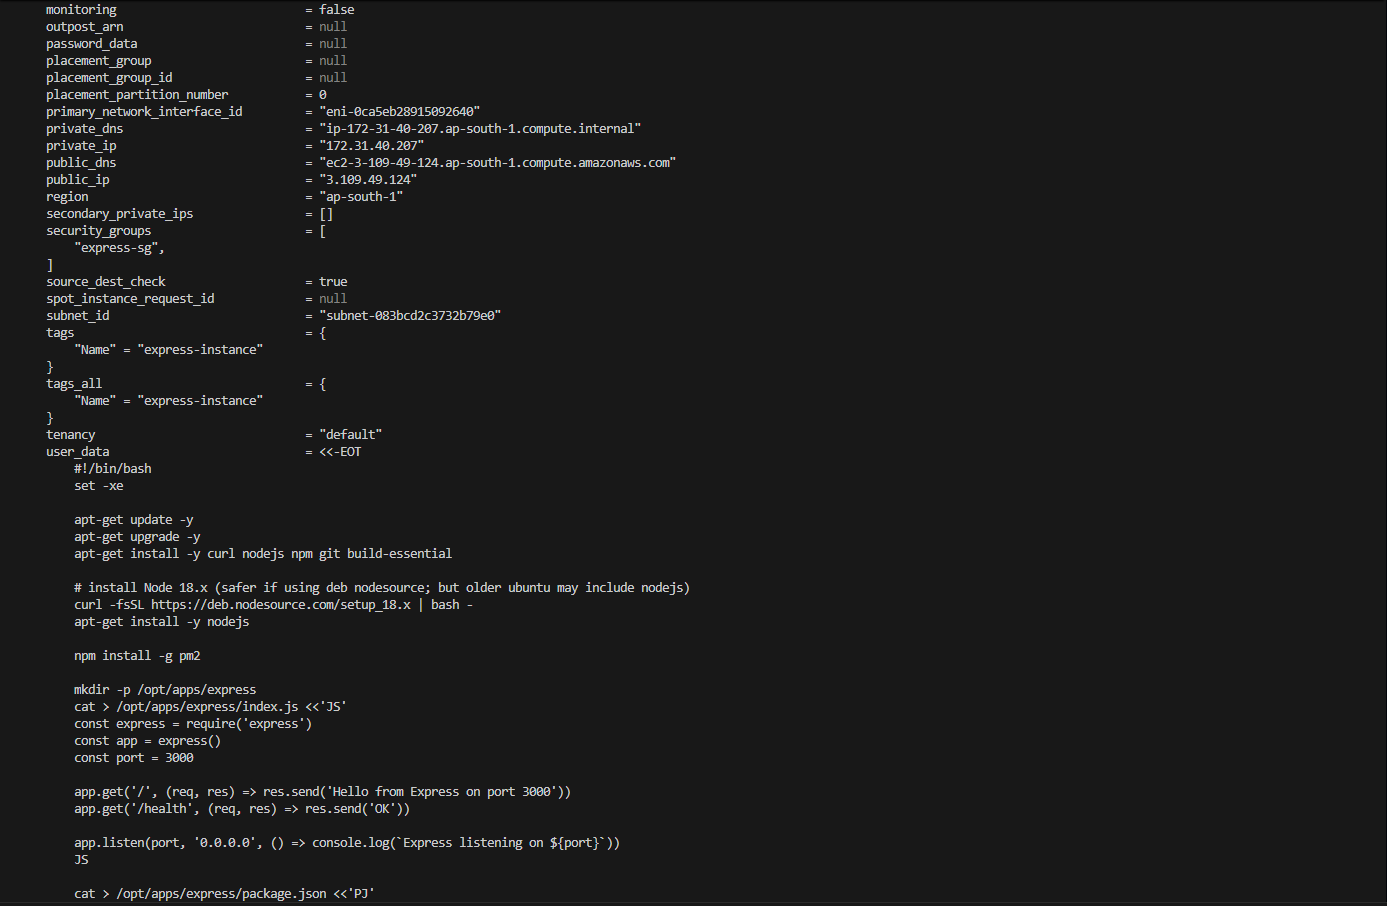 monitoring = false
outpost_arn = null
password_data = null
placement_group = null
placement_group_id = null
placement_partition_number = 0
primary_network_interface_id = "eni-0ca5eb28915092640"
private_dns = "ip-172-31-40-207.ap-south-1.compute.internal"
private_ip = "172.31.40.207"
public_dns = "ec2-3-109-49-124.ap-south-1.compute.amazonaws.com"
public_ip = "3.109.49.124"
region = "ap-south-1"
secondary_private_ips = []
security_groups = [
"express-sg",
]
source_dest_check = true
spot_instance_request_id = null
subnet_id = "subnet-083bcd2c3732b79e0"
tags = {
"Name" = "express-instance"
}
tags_all = {
"Name" = "express-instance"
}
tenancy = "default"
user_data = <<-EOT
#!/bin/bash
set -xe
apt-get update -y
apt-get upgrade -y
apt-get install -y curl nodejs npm git build-essential
# install Node 18.x (safer if using deb nodesource; but older ubuntu may include nodejs)
curl -fsSL https://deb.nodesource.com/setup_18.x | bash -
apt-get install -y nodejs
npm install -g pm2
mkdir -p /opt/apps/express
cat > /opt/apps/express/index.js <<'JS'
const express = require('express')
const app = express()
const port = 3000
app.get('/', (req, res) => res.send('Hello from Express on port 3000'))
app.get('/health', (req, res) => res.send('OK'))
app.listen(port, '0.0.0.0', () => console.log(`Express listening on ${port}`))
JS
cat > /opt/apps/express/package.json <<'PJ'